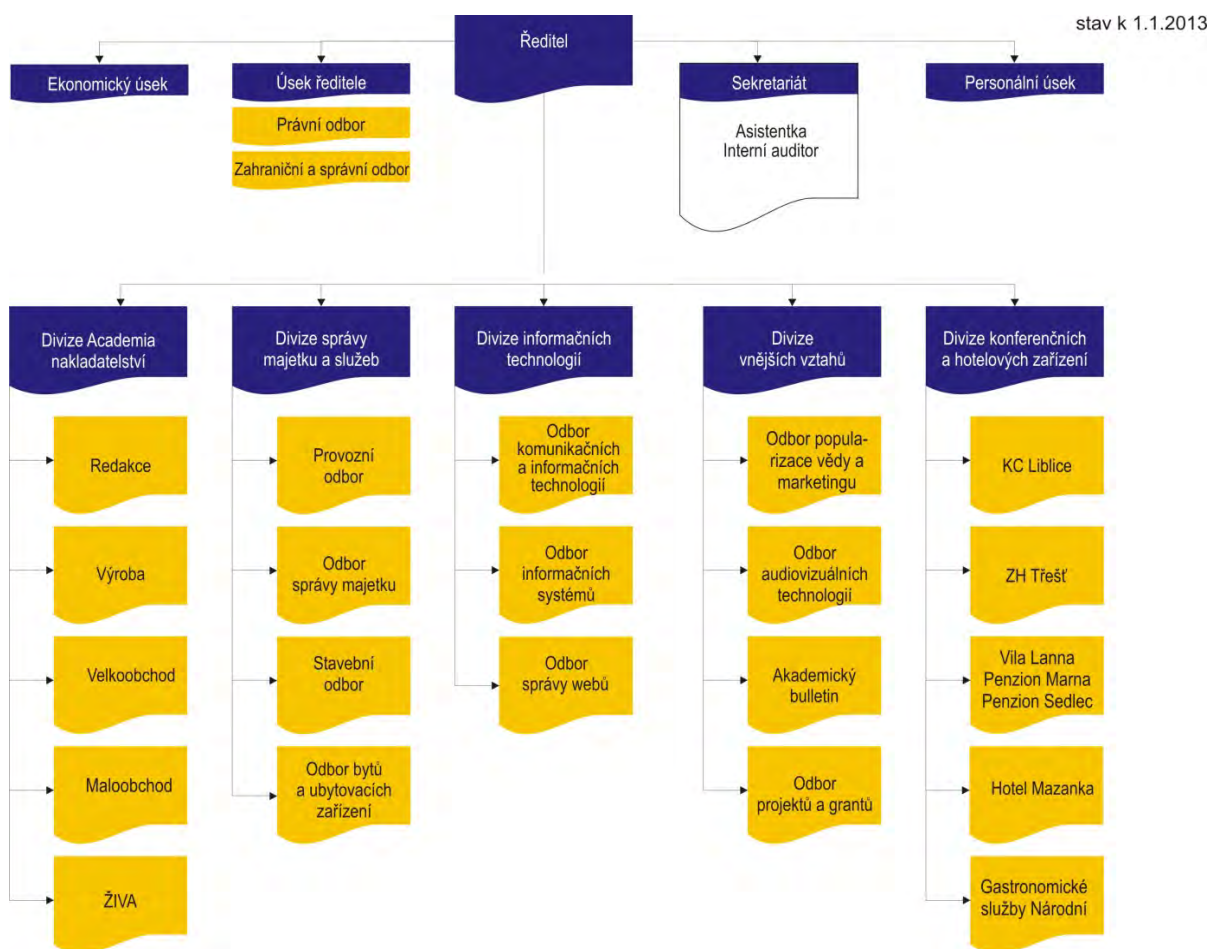 stav k 1.1.2013
Ředitel
Ekonomický úsek
Úsek ředitele
Právní odbor
Zahraniční a správní odbor
Sekretariát
Asistentka
Interní auditor
Personální úsek
Divize Academia
nakladatelství
Redakce
Výroba
Velkoobchod
Maloobchod
ŽIVA
Divize správy
majetku a služeb
Provozní
odbor
Odbor
správy majetku
Stavební
odbor
Odbor bytů
a ubytovacích
zařízení
Divize informačních
technologií
Odbor
komunikačních
a informačních
technologií
Odbor
informačních
systémů
Odbor
správy webů
Divize
vnějších vztahů
Odbor popula-
rizace vědy a
marketingu
Odbor
audiovizuálních
technologií
Akademický
bulletin
Odbor
projektů a grantů
Divize konferenčních
a hotelových zařízení
KC Liblice
ZH Třešť
Vila Lanna
Penzion Marna
Penzion Sedlec
Hotel Mazanka
Gastronomické
služby Národní